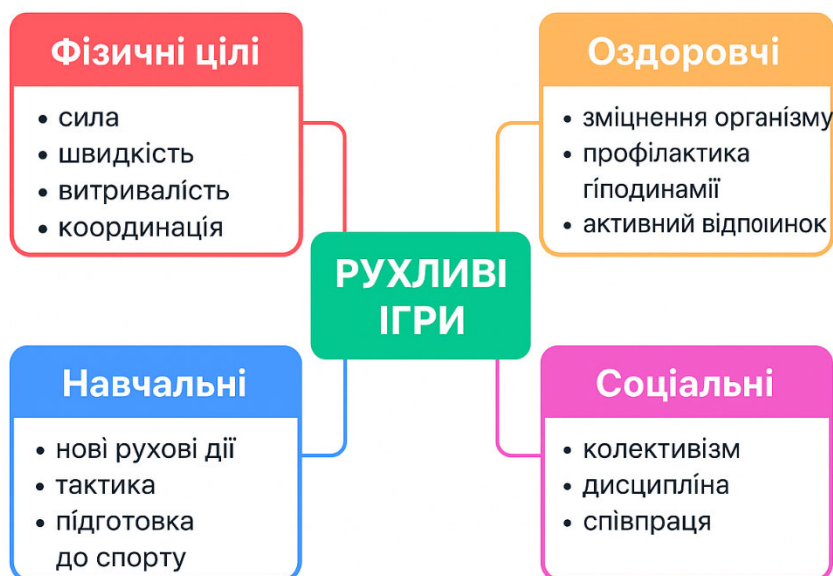 Фізичні цілі
• сила
• швидкість
• витривалість
• координація
Оздоровчі
• зміцнення організму
• профілактика
гіподинамії
• активний
РУХЛИВІ
ІГРИ
Навчальні
• нові рухові дії
• тактика
• підготовка
до спорту
Соціальні
• колективізм
• дисципліна
• співпраця